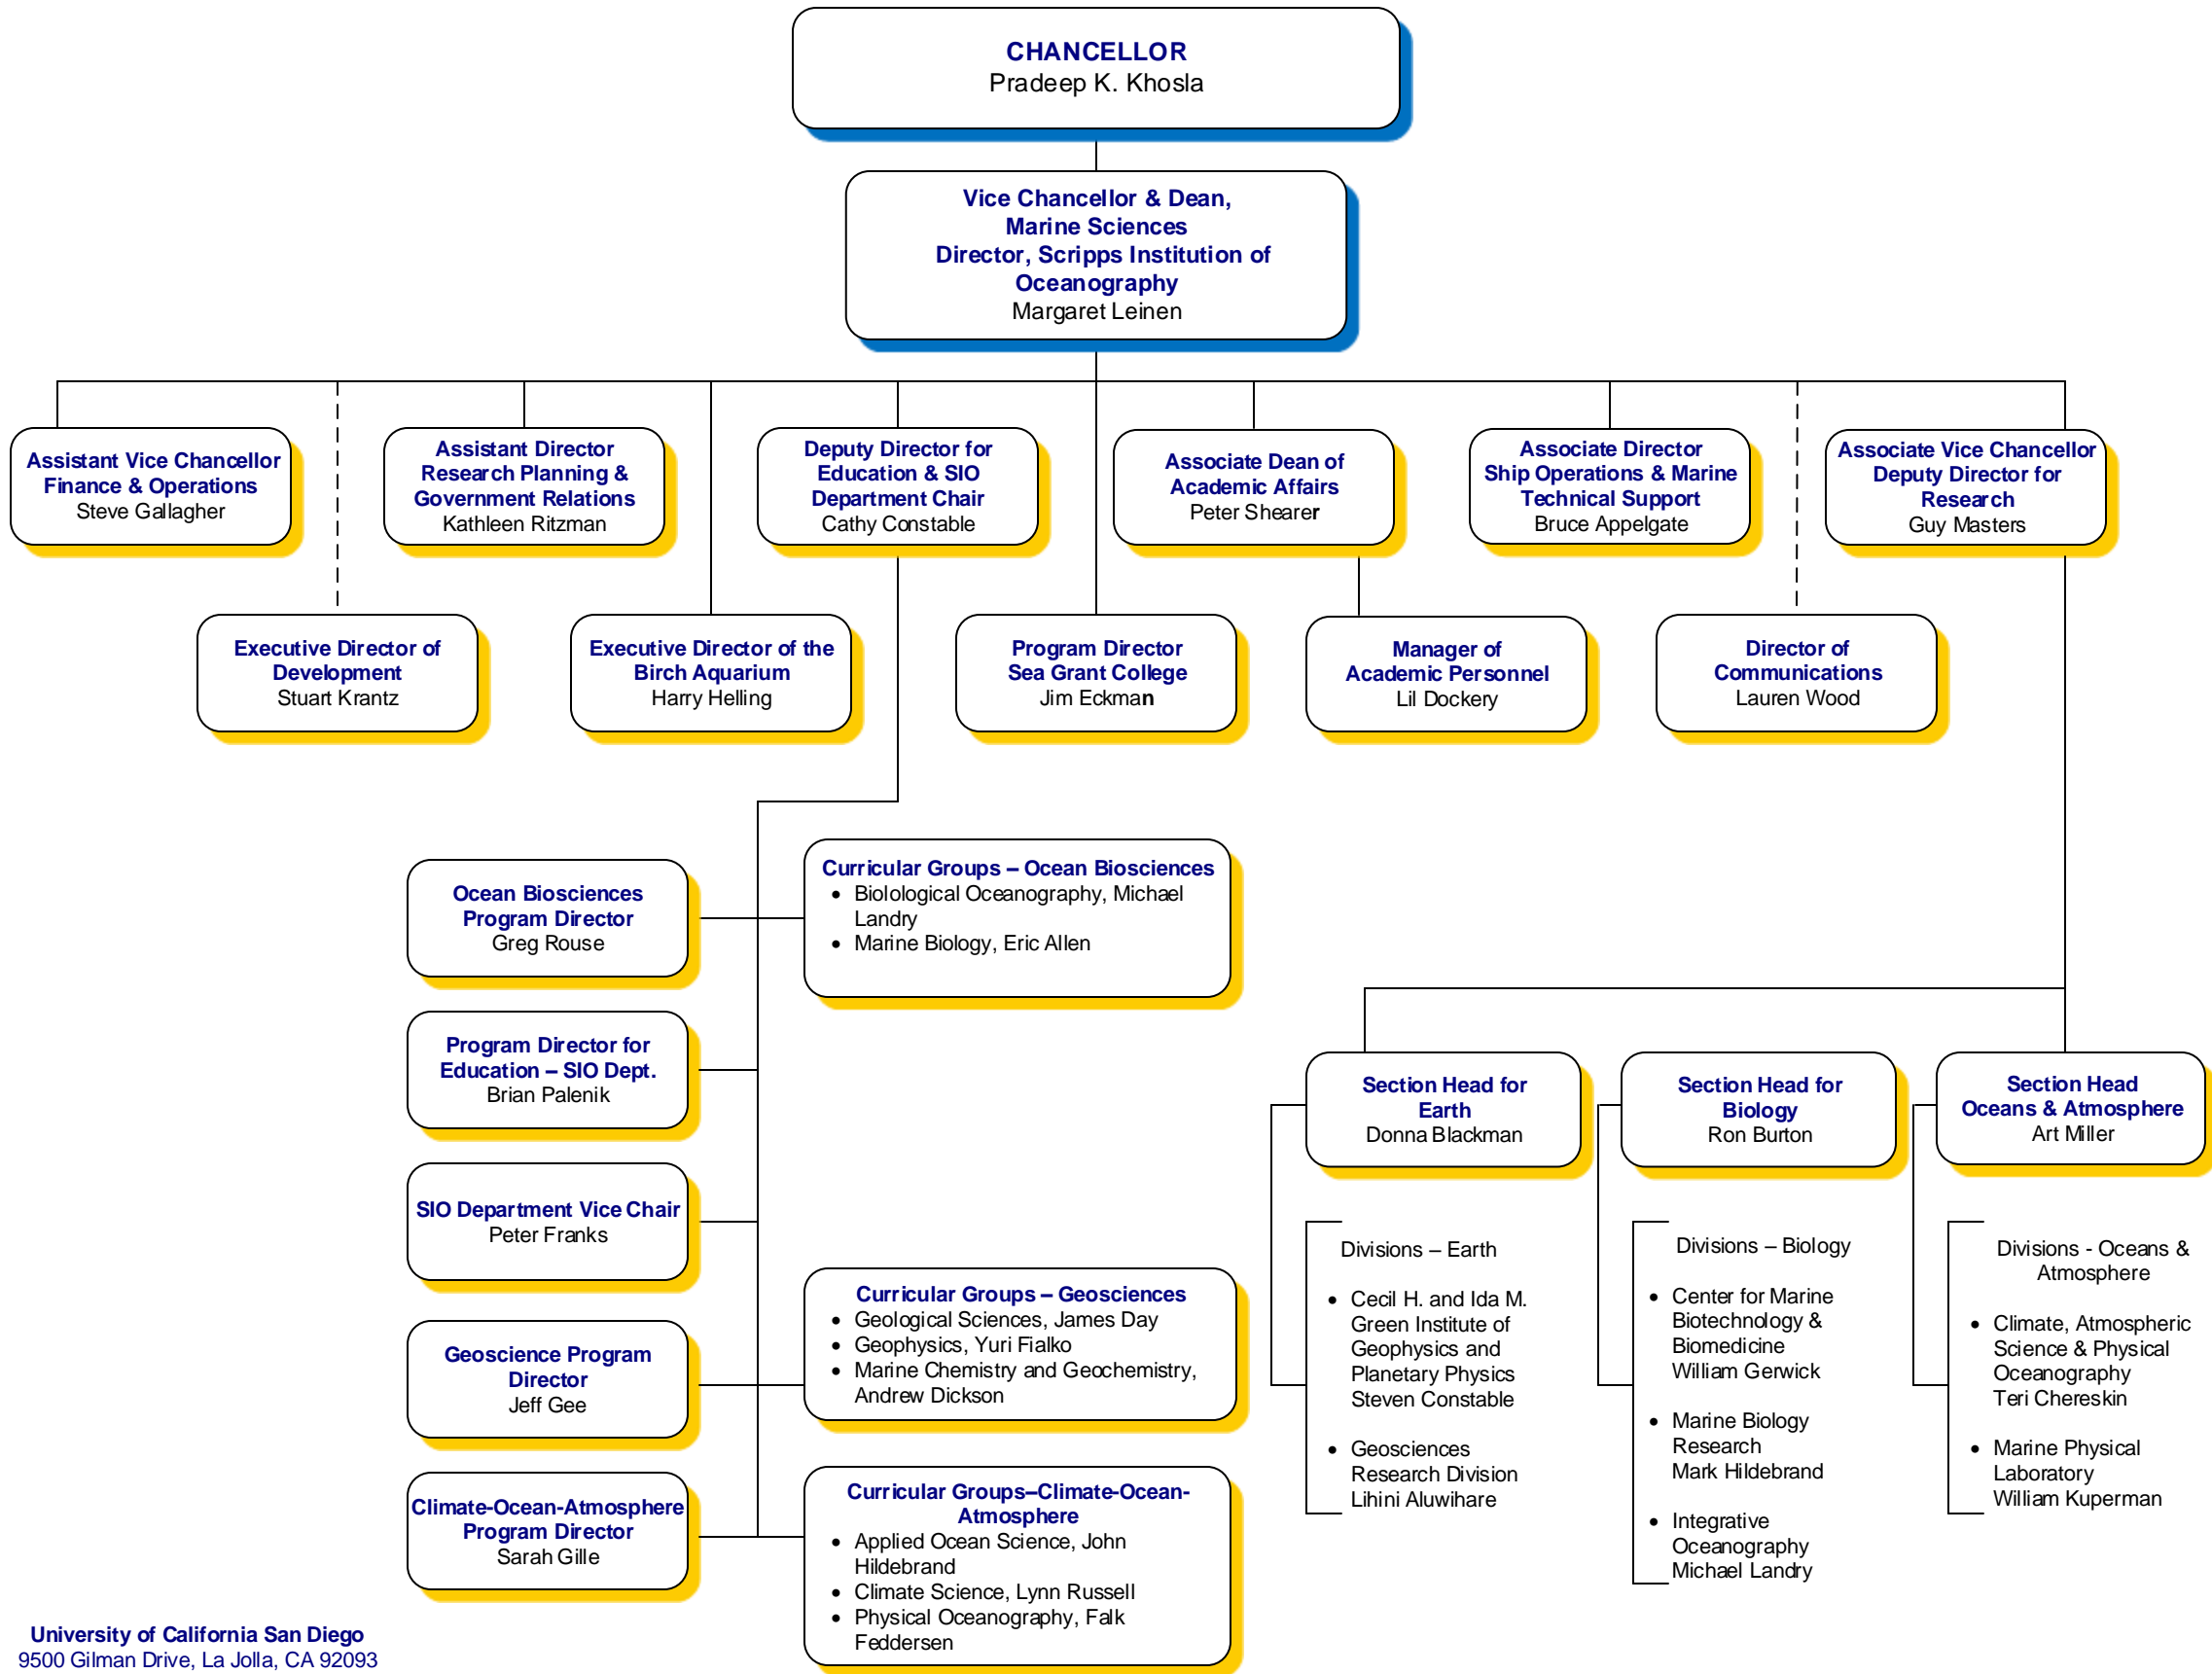 CHANCELLOR
Pradeep K. Khosla
Vice Chancellor & Dean,
Marine Sciences
Director, Scripps Institution of
Oceanography
Margaret Leinen
Assistant Vice Chancellor
Finance & Operations
Steve Gallagher
Assistant Director
Research Planning &
Government Relations
Kathleen Ritzman
Deputy Director for
Education & SIO
Department Chair
Cathy Constable
Associate Dean of
Academic Affairs
Peter Shearer
Associate Director
Ship Operations & Marine
Technical Support
Bruce Appelgate
Associate Vice Chancellor
Deputy Director for
Research
Guy Masters
Executive Director of
Development
Stuart Krantz
Executive Director of the
Birch Aquarium
Harry Helling
Program Director
Sea Grant College
Jim Eckman
Manager of
Academic Personnel
Lil Dockery
Director of
Communications
Lauren Wood
Ocean Biosciences
Program Director
Greg Rouse
Curricular Groups – Ocean Biosciences
• Biolological Oceanography, Michael
Landry
• Marine Biology, Eric Allen
Program Director for
Education – SIO Dept.
Brian Palenik
SIO Department Vice Chair
Peter Franks
Geoscience Program
Director
Jeff Gee
Curricular Groups – Geosciences
• Geological Sciences, James Day
• Geophysics, Yuri Fialko
• Marine Chemistry and Geochemistry,
Andrew Dickson
Climate-Ocean-Atmosphere
Program Director
Sarah Gille
Curricular Groups–Climate-Ocean-
Atmosphere
• Applied Ocean Science, John
Hildebrand
• Climate Science, Lynn Russell
• Physical Oceanography, Falk
Feddersen
Section Head for
Earth
Donna Blackman
Section Head for
Biology
Ron Burton
Section Head
Oceans & Atmosphere
Art Miller
Divisions – Earth
• Cecil H. and Ida M.
Green Institute of
Geophysics and
Planetary Physics
Steven Constable
• Geosciences
Research Division
Lihini Aluwihare
Divisions – Biology
• Center for Marine
Biotechnology &
Biomedicine
William Gerwick
• Marine Biology
Research
Mark Hildebrand
• Integrative
Oceanography
Michael Landry
Divisions - Oceans &
Atmosphere
• Climate, Atmospheric
Science & Physical
Oceanography
Teri Chereskin
• Marine Physical
Laboratory
William Kuperman
University of California San Diego
9500 Gilman Drive, La Jolla, CA 92093